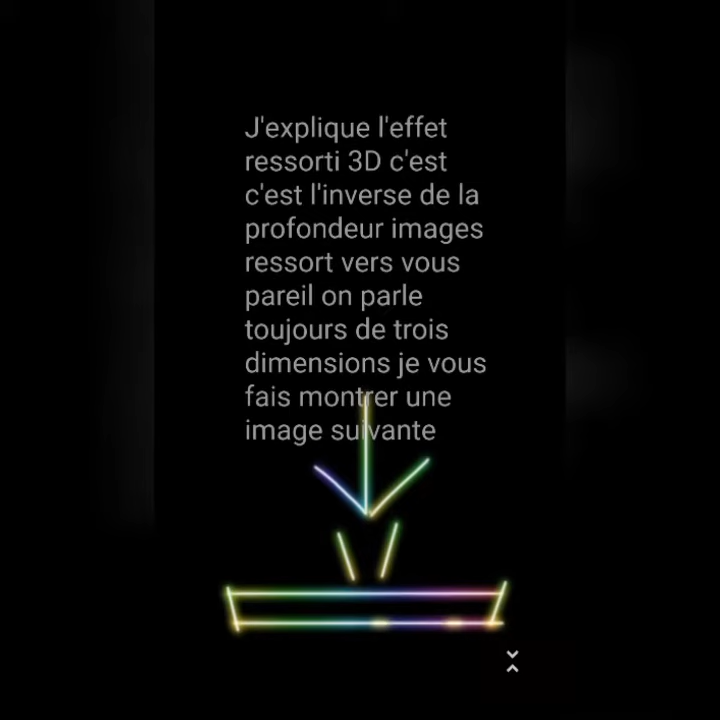 J'explique l'effet
ressorti 3D c'est
c'est l'inverse de la
profondeur images
ressort vers vous
pareil on parle
toujours de trois
dimensions je vous
fais montrer une
image suivante